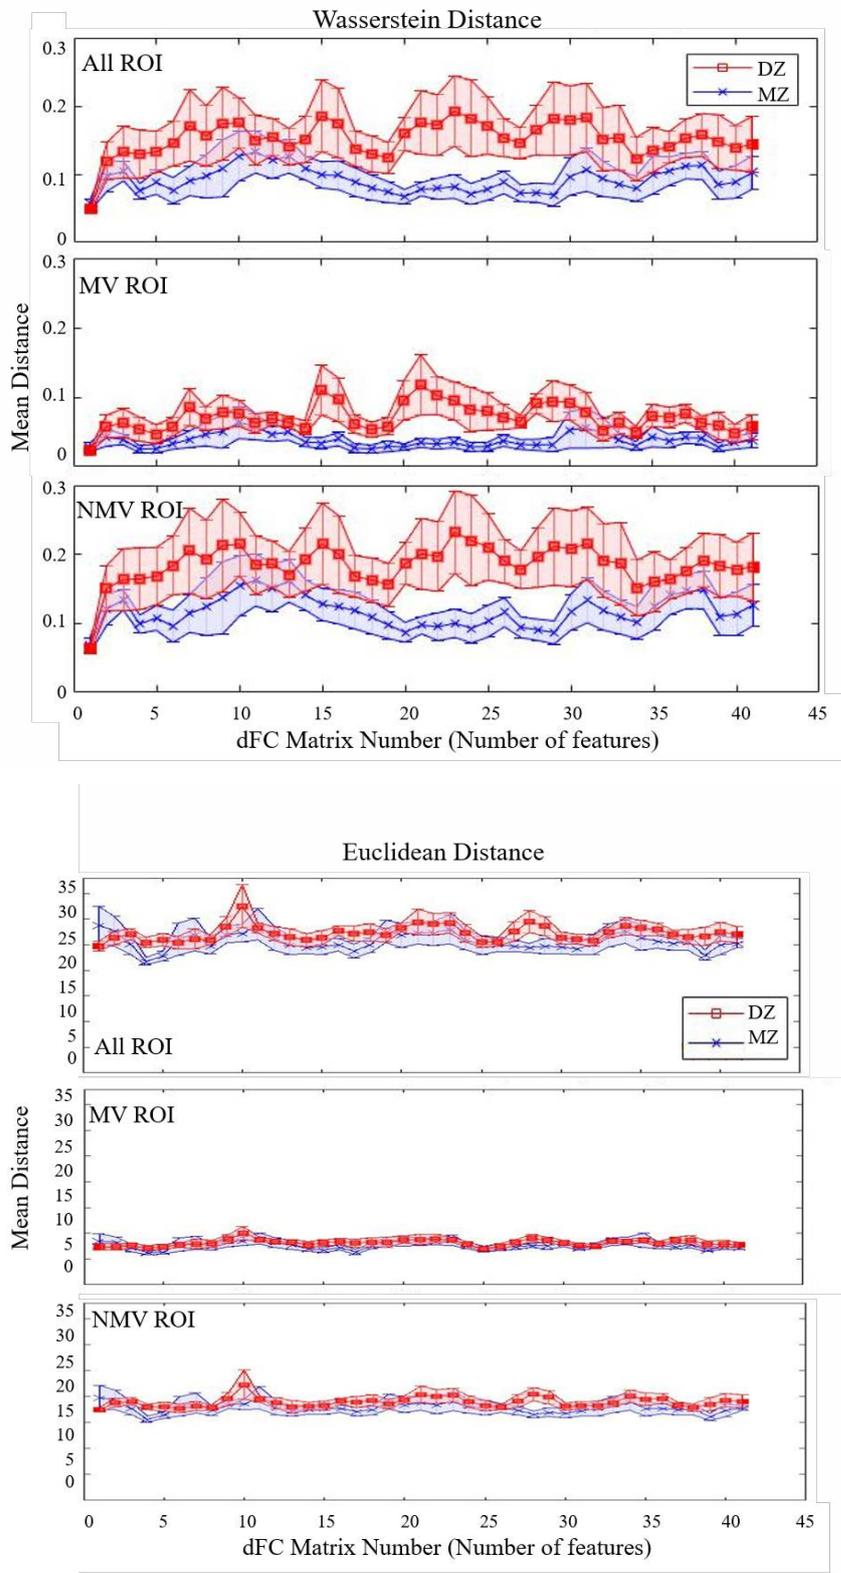 Wasserstein Distance
All ROI
DZ
MZ
0.3
0.2
0.1
0
MV ROI
0.3
0.2
0.1
0
NMV ROI
0.3
0.2
0.1
0
Mean Distance
0 5 10 15 20 25 30 35 40 45
dFC Matrix Number (Number of features)
Euclidean Distance
35
30
25
20
15
10
5
0
All ROI
DZ
MZ
MV ROI
35
30
25
20
15
10
5
0
Mean Distance
NMV ROI
35
30
25
20
15
10
5
0
0 5 10 15 20 25 30 35 40 45
dFC Matrix Number (Number of features)